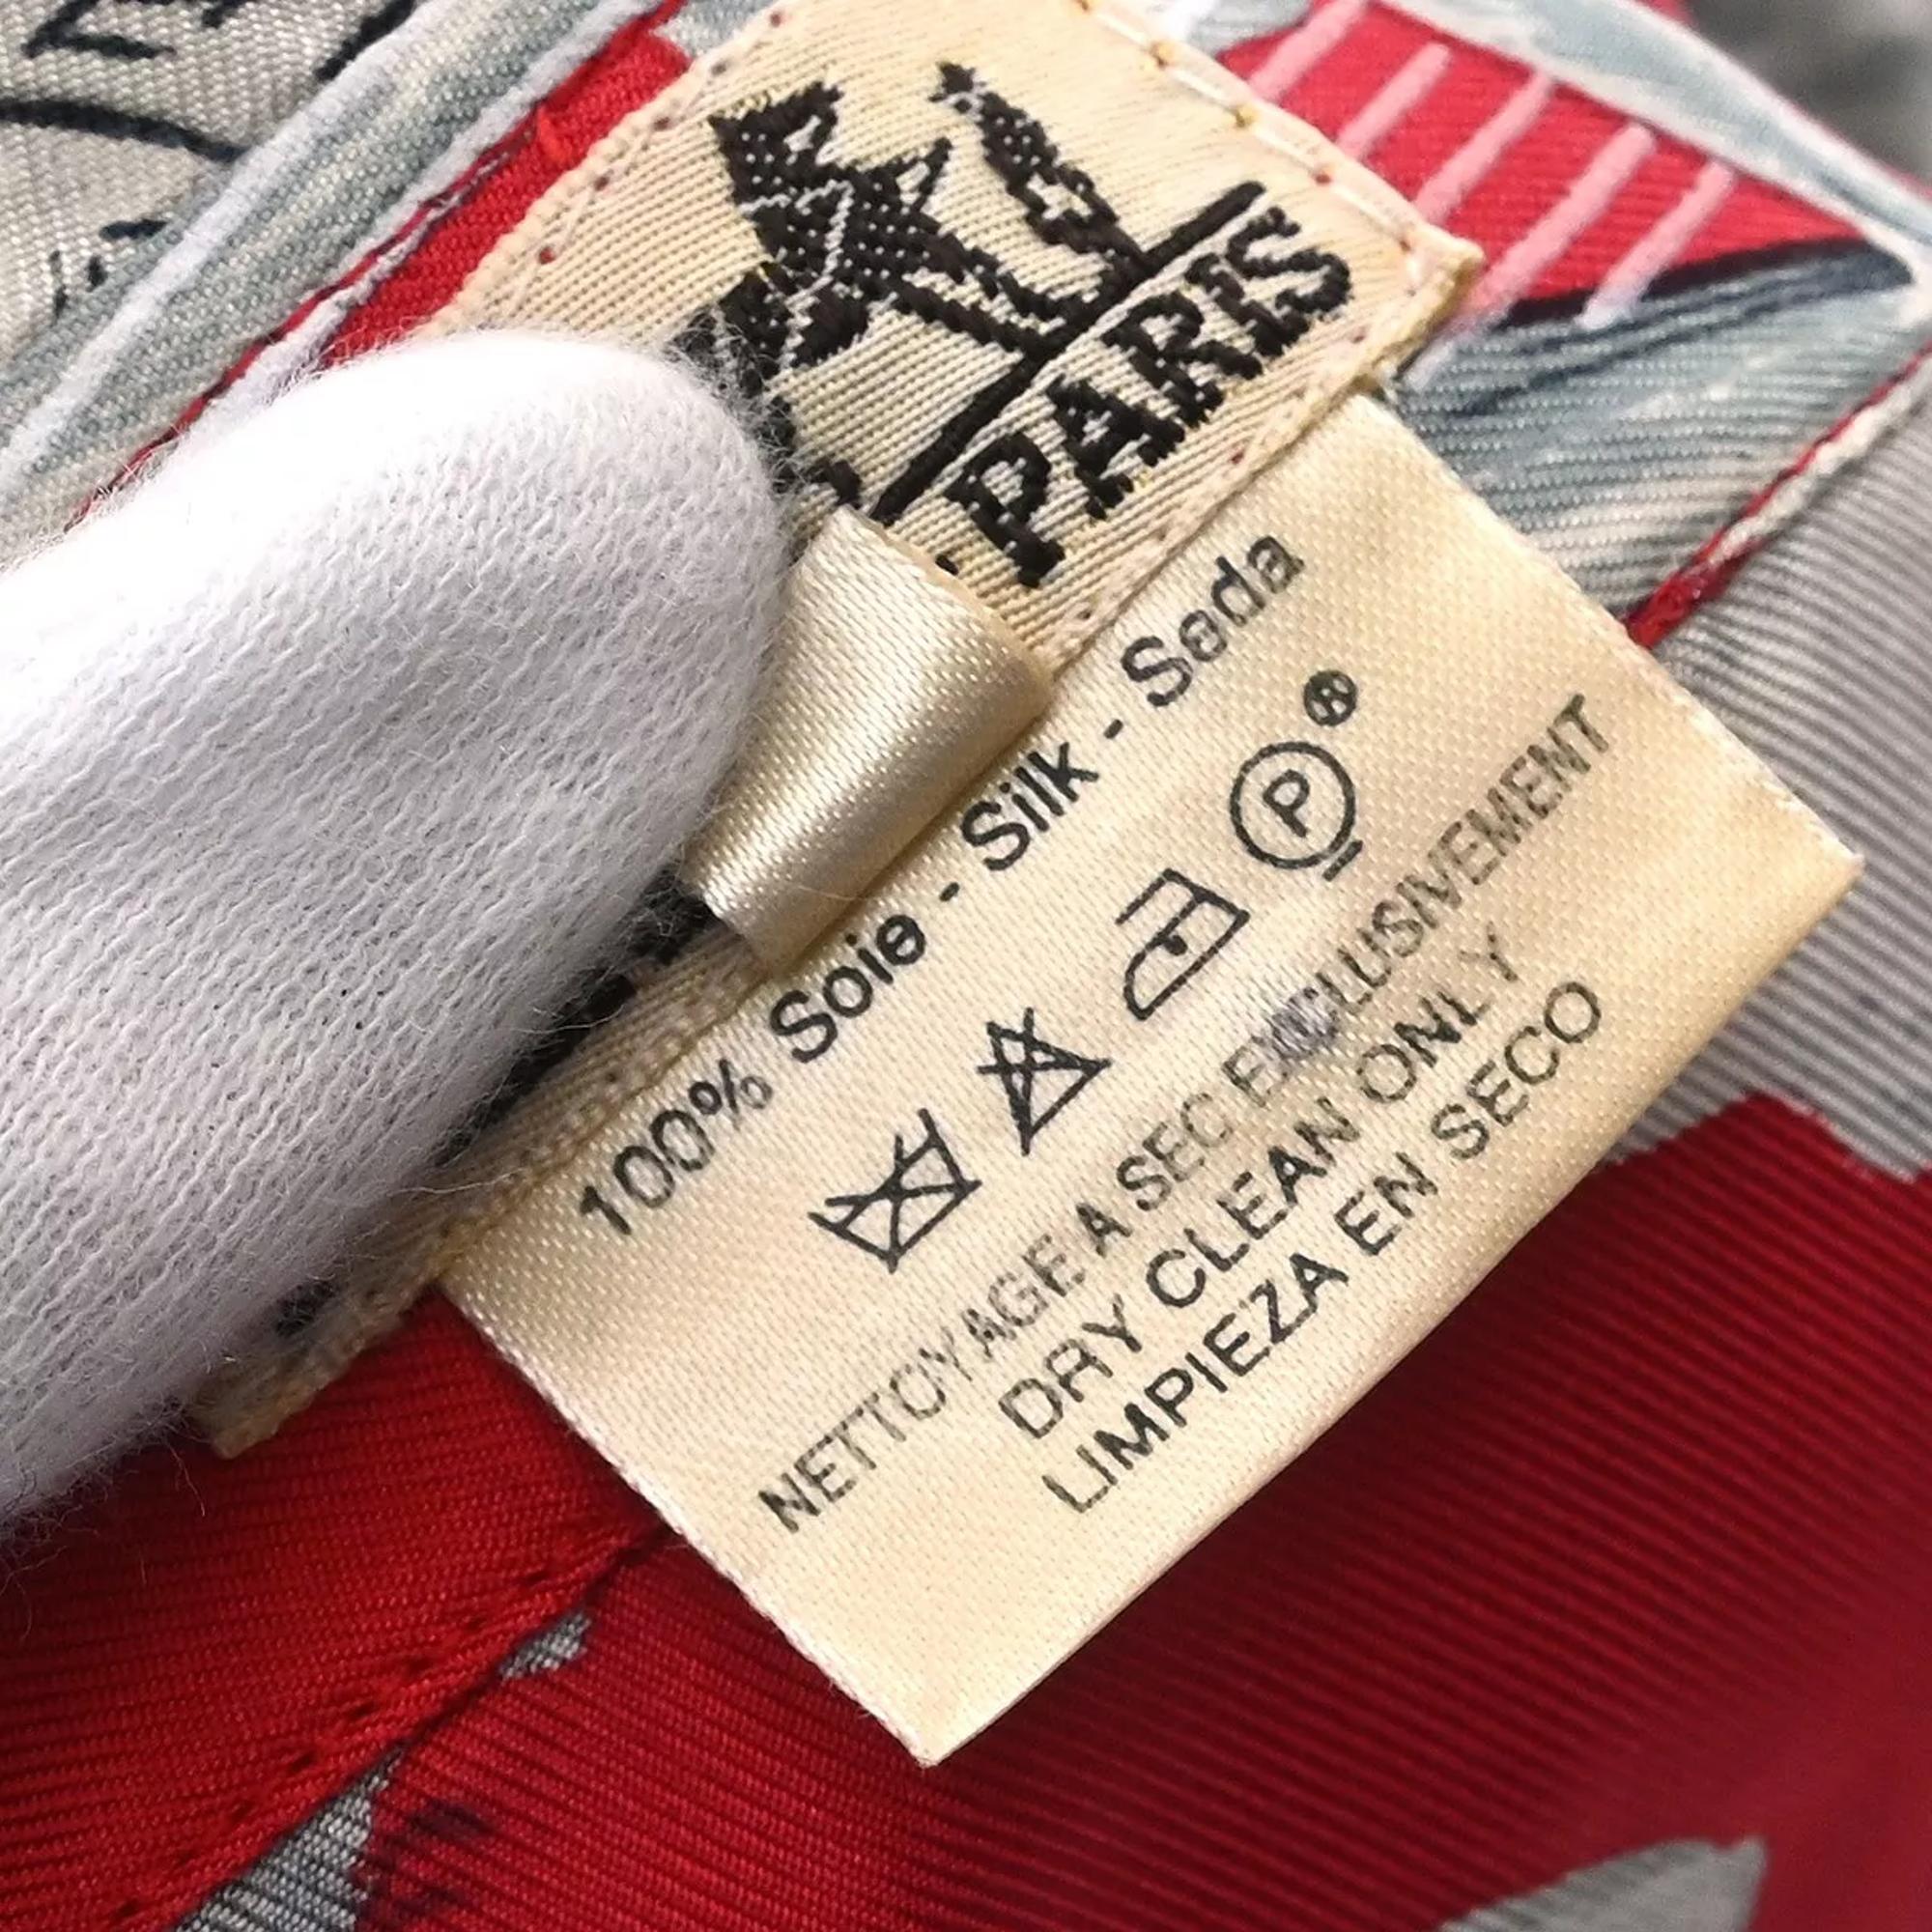 PARIS
100% Soie - Silk - Seda
P
NETTOYAGE A SEC EXCLUSIVEMENT
DRY CLEAN ONLY
LIMPIEZA EN SECO